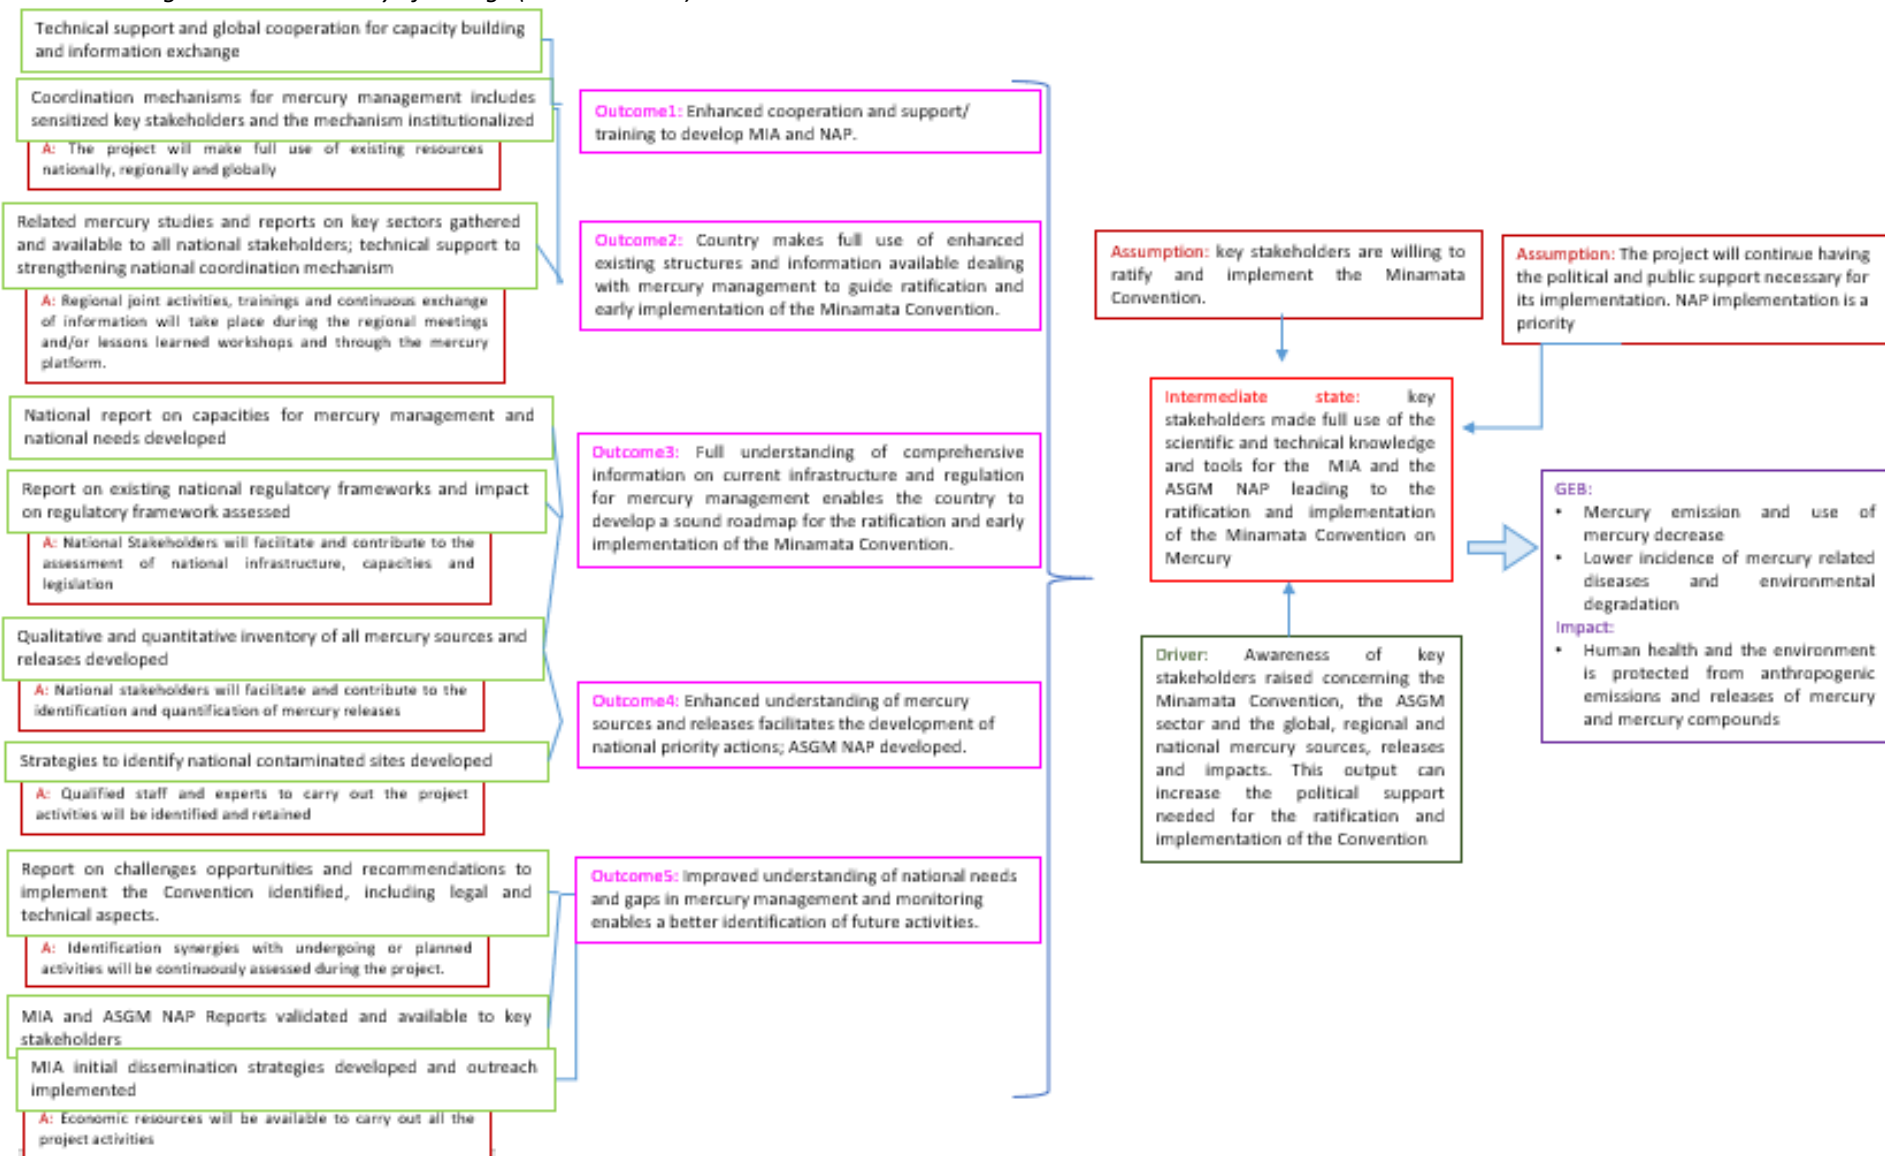 Technical support and global cooperation for capacity building
and information exchange
Coordination mechanisms for mercury management includes
sensitized key stakeholders and the mechanism institutionalized
A: The project will make full use of existing resources
nationally, regionally and globally
Related mercury studies and reports on key sectors gathered
and available to all national stakeholders; technical support to
strengthening national coordination mechanism
A: Regional joint activities, trainings and continuous exchange
of information will take place during the regional meetings
and/or lessons learned workshops and through the mercury
platform.
National report on capacities for mercury management and
national needs developed
Report on existing national regulatory frameworks and impact
on regulatory framework assessed
A: National Stakeholders will facilitate and contribute to the
assessment of national infrastructure, capacities and
legislation
Qualitative and quantitative inventory of all mercury sources and
releases developed
A: National stakeholders will facilitate and contribute to the
identification and quantification of mercury releases
Strategies to identify national contaminated sites developed
A: Qualified staff and experts to carry out the project
activities will be identified and retained
Report on challenges opportunities and recommendations to
implement the Convention identified, including legal and
technical aspects.
A: Identification synergies with undergoing or planned
activities will be continuously assessed during the project.
MIA and ASGM NAP Reports validated and available to key
stakeholders
MIA initial dissemination strategies developed and outreach
implemented
A: Economic resources will be available to carry out all the
project activities
Outcome1: Enhanced cooperation and support/
training to develop MIA and NAP.
Outcome2: Country makes full use of enhanced
existing structures and information available dealing
with mercury management to guide ratification and
early implementation of the Minamata Convention.
Outcome3: Full understanding of comprehensive
information on current infrastructure and regulation
for mercury management enables the country to
develop a sound roadmap for the ratification and early
implementation of the Minamata Convention.
Outcome4: Enhanced understanding of mercury
sources and releases facilitates the development of
national priority actions; ASGM NAP developed.
Outcome5: Improved understanding of national needs
and gaps in mercury management and monitoring
enables a better identification of future activities.
Assumption: key stakeholders are willing to
ratify and implement the Minamata
Convention.
Assumption: The project will continue having
the political and public support necessary for
its implementation. NAP implementation is a
priority
Intermediate state: key
stakeholders made full use of the
scientific and technical knowledge
and tools for the MIA and the
ASGM NAP leading to the
ratification and implementation
of the Minamata Convention on
Mercury
Driver: Awareness of key
stakeholders raised concerning the
Minamata Convention, the ASGM
sector and the global, regional and
national mercury sources, releases
and impacts. This output can
increase the political support
needed for the ratification and
implementation of the Convention
GEB:
• Mercury emission and use of
mercury decrease
• Lower incidence of mercury related
diseases and environmental
degradation
Impact:
• Human health and the environment
is protected from anthropogenic
emissions and releases of mercury
and mercury compounds